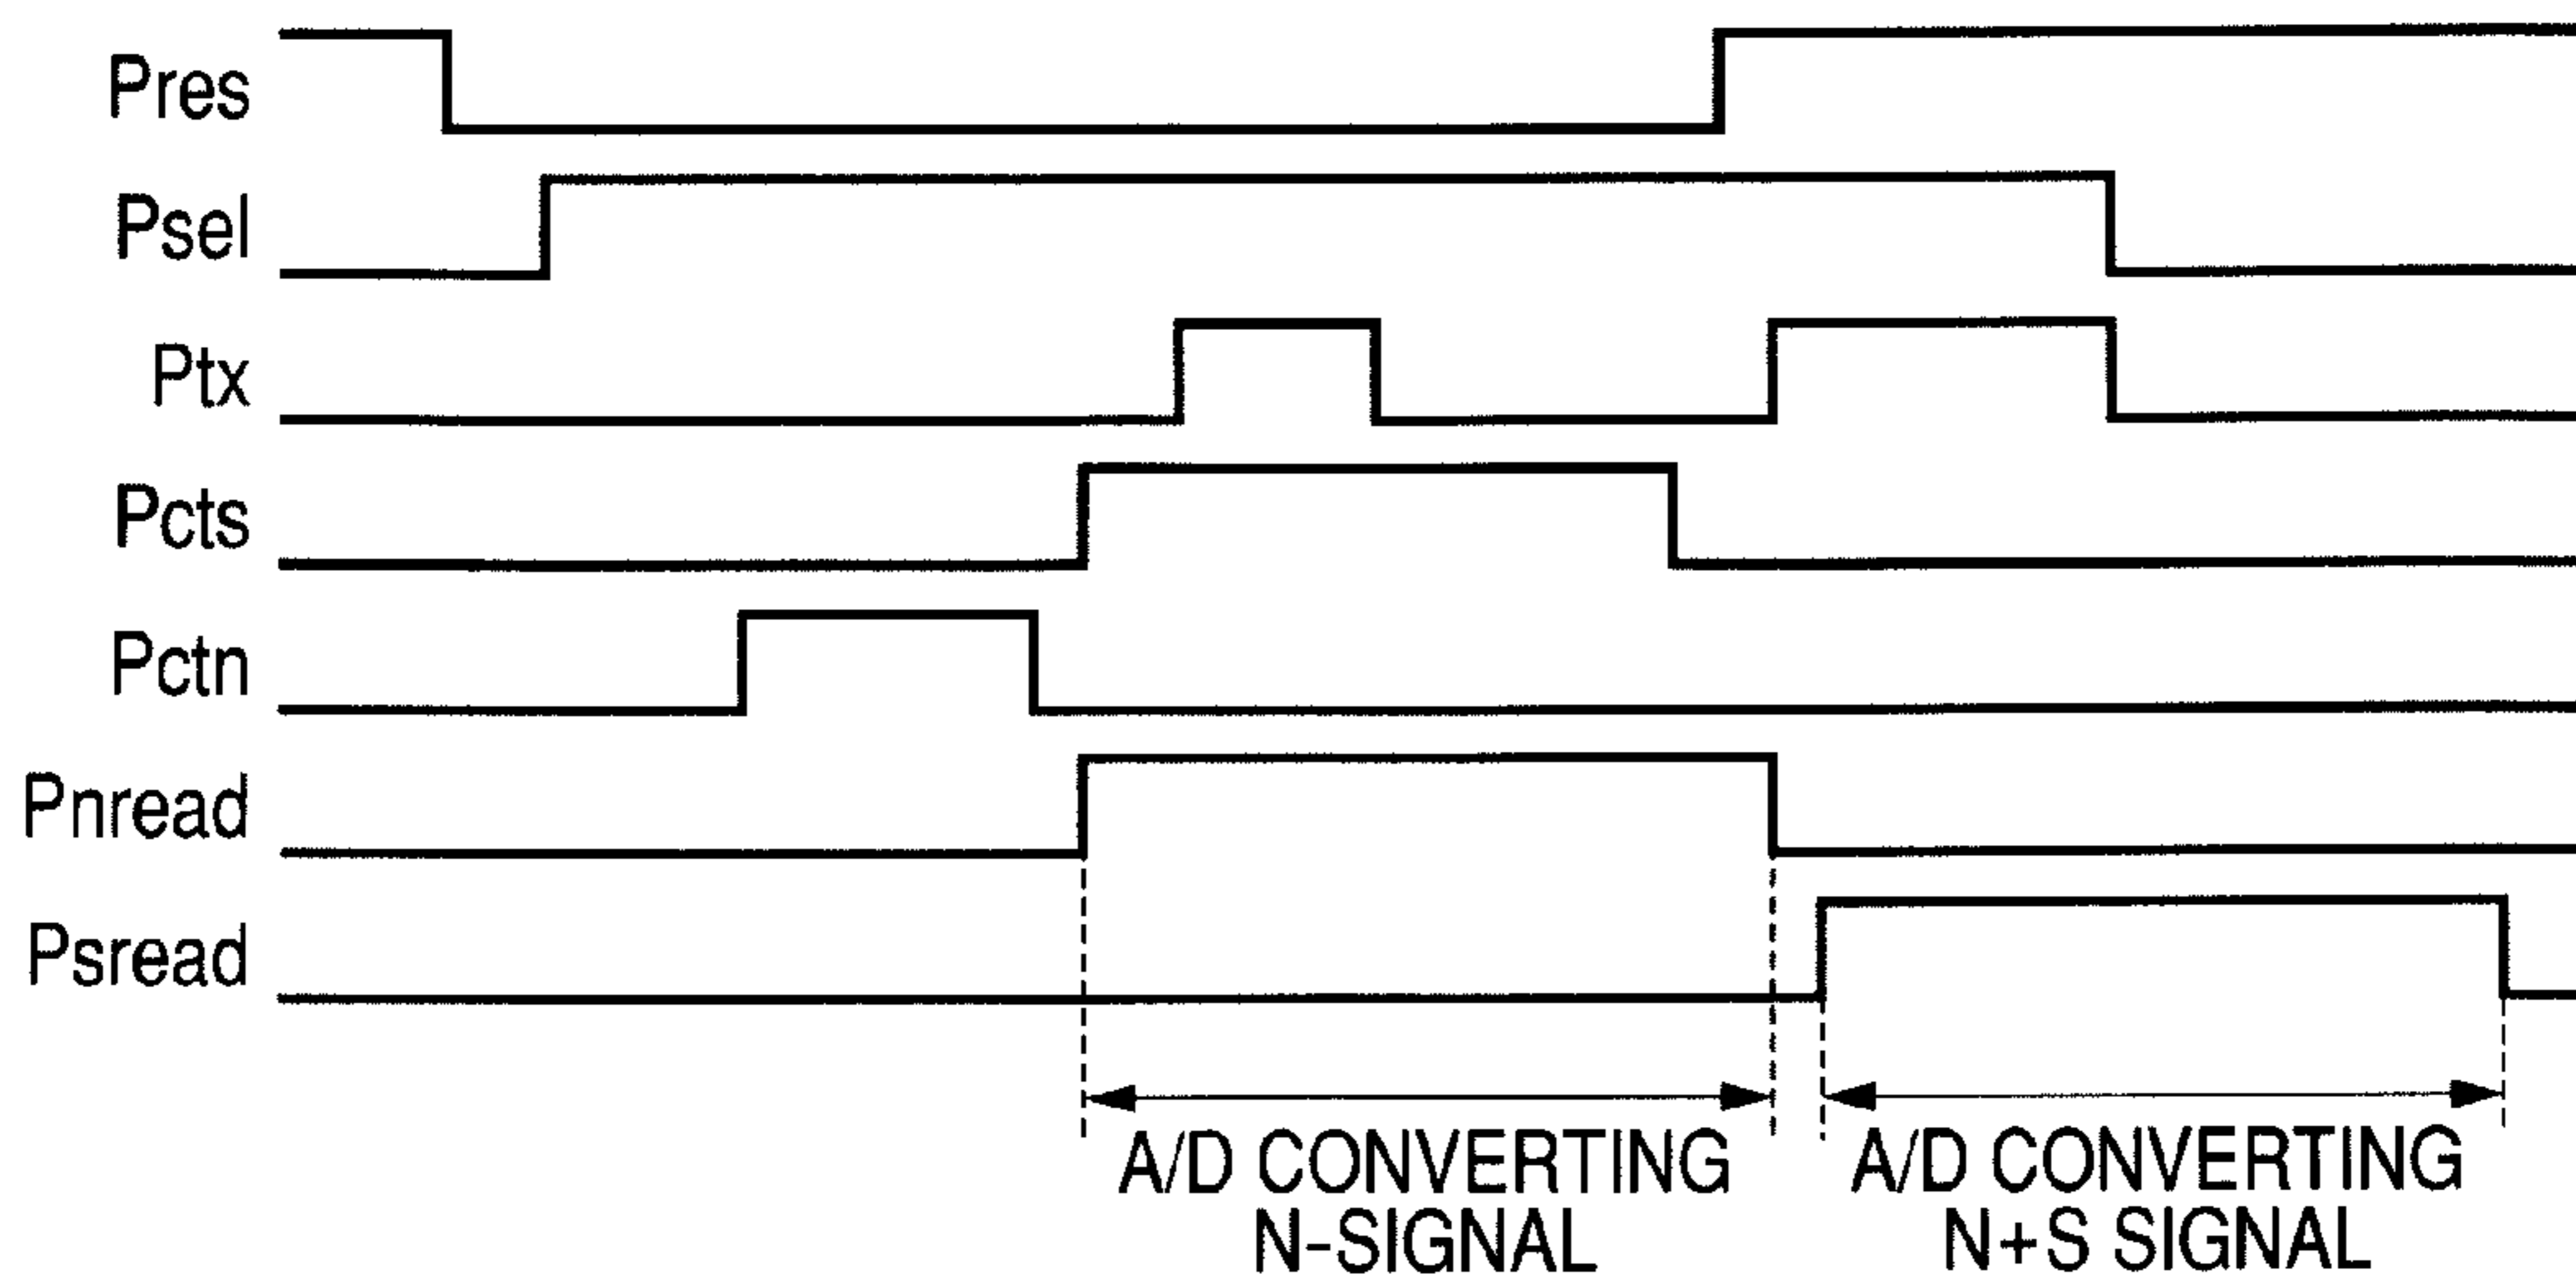 Pres
Psel
Ptx
Pcts
Pctn
Pnread
Psread
A/D CONVERTING
N-SIGNAL
A/D CONVERTING
N+S SIGNAL